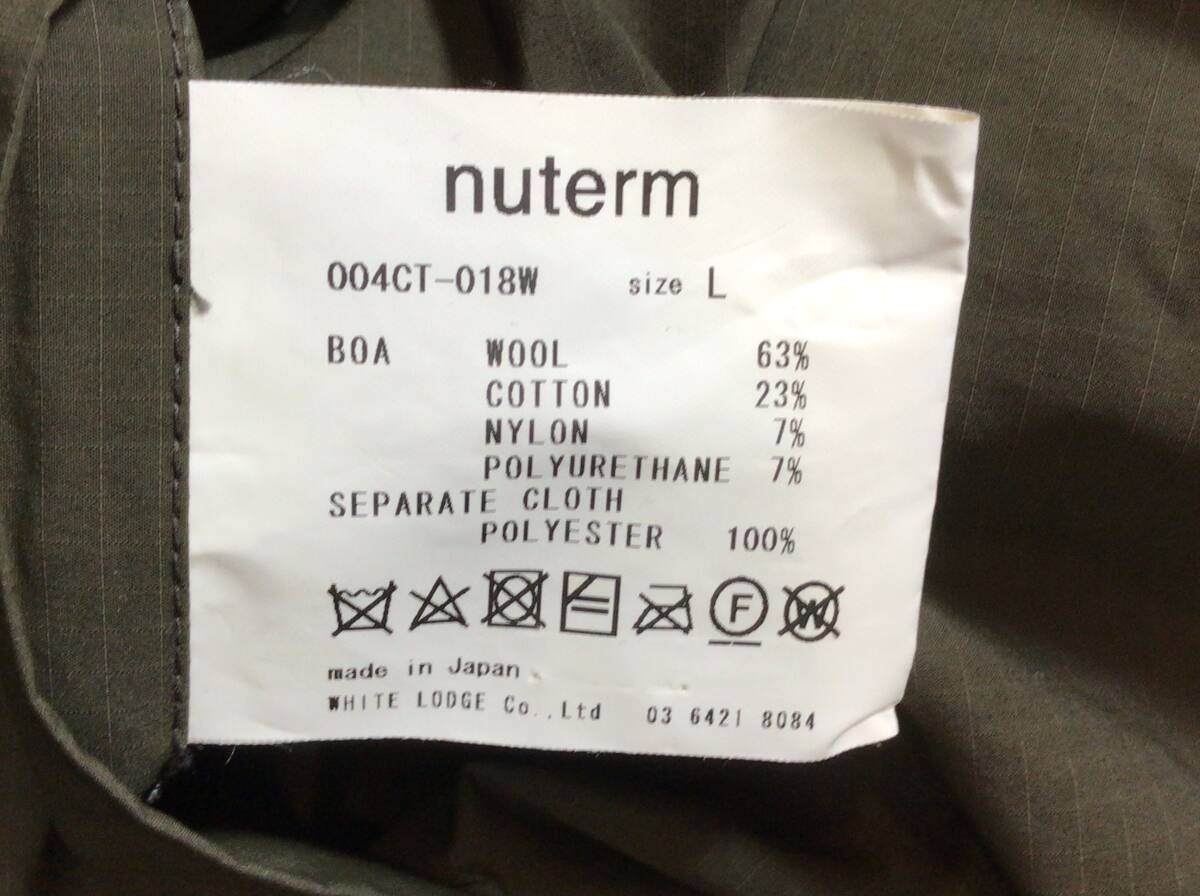 nuterm
004CT-018W size L
BOA WOOL 63%
COTTON 23%
NYLON 7%
POLYURETHANE 7%
SEPARATE CLOTH
POLYESTER 100%
F W
made in Japan
WHITE LODGE Co.,Ltd 03 6421 8084